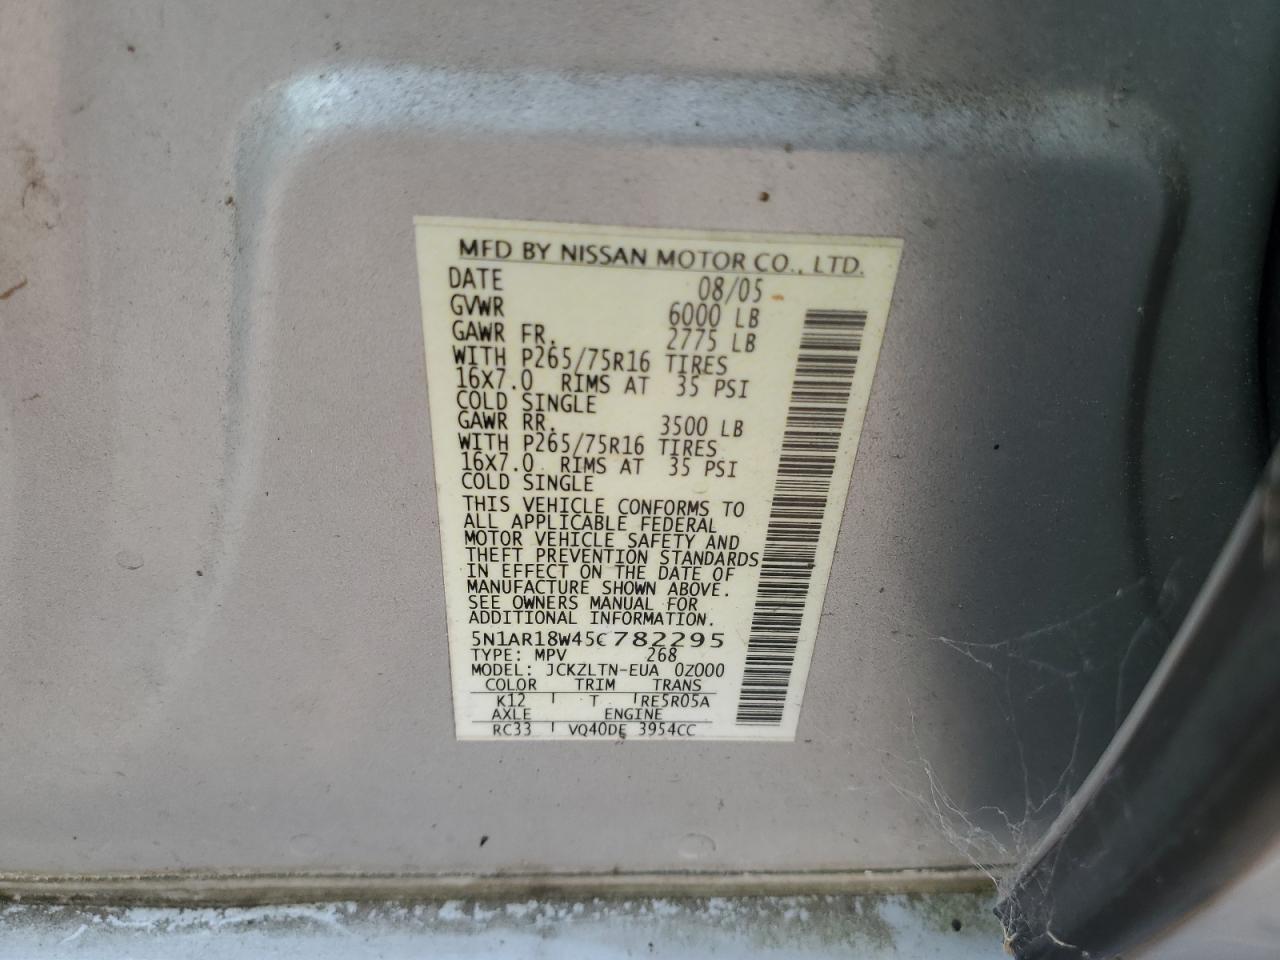 MFD BY NISSAN MOTOR CO., LTD.
DATE 08/05
GVWR 6000 LB
GAWR FR. 2775 LB
WITH P265/75R16 TIRES
16X7.0 RIMS AT 35 PSI
COLD SINGLE
GAWR RR. 3500 LB
WITH P265/75R16 TIRES
16X7.0 RIMS AT 35 PSI
COLD SINGLE
THIS VEHICLE CONFORMS TO
ALL APPLICABLE FEDERAL
MOTOR VEHICLE SAFETY AND
THEFT PREVENTION STANDARDS
IN EFFECT ON THE DATE OF
MANUFACTURE SHOWN ABOVE.
SEE OWNERS MANUAL FOR
ADDITIONAL INFORMATION.
5N1AR18W45C782295
TYPE: MPV 268
MODEL: JCKZLTN-EUA 0Z000
COLOR TRIM TRANS
K12 T RE5R05A
AXLE ENGINE
RC33 VQ40DE 3954CC